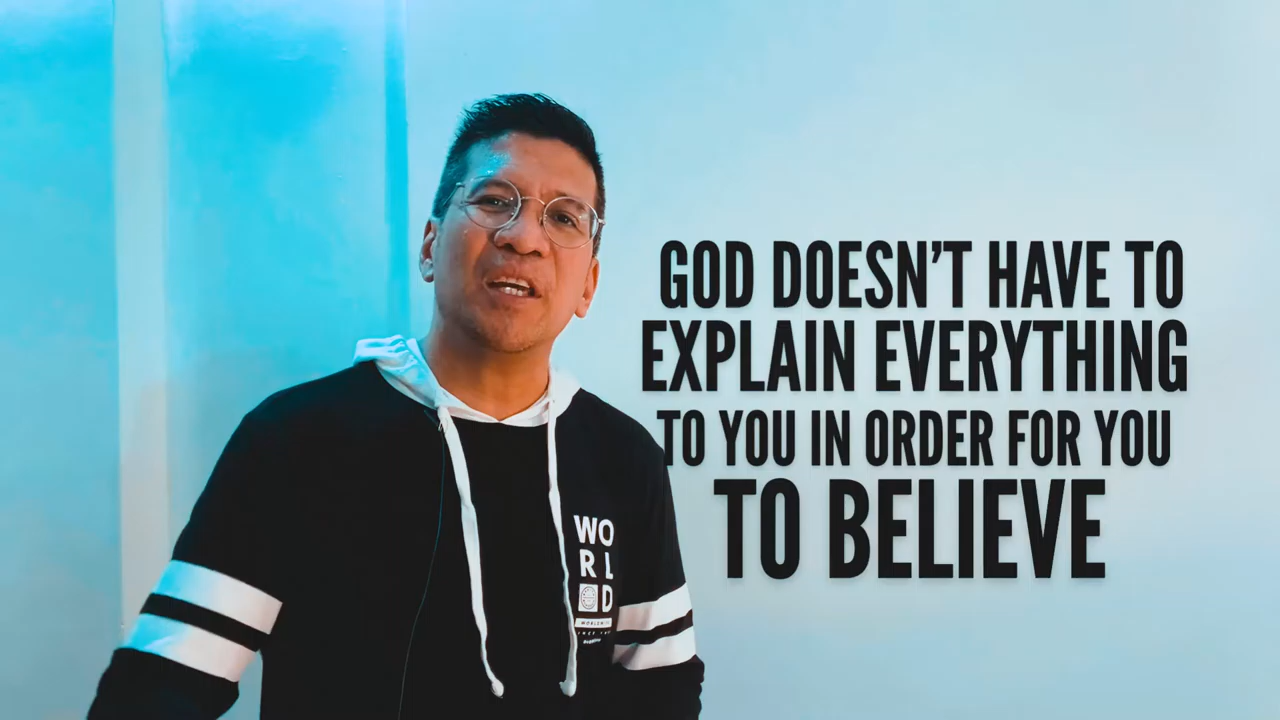 GOD DOESN'T HAVE TO
EXPLAIN EVERYTHING
TO YOU IN ORDER FOR YOU
TO BELIEVE
WO
RL
D